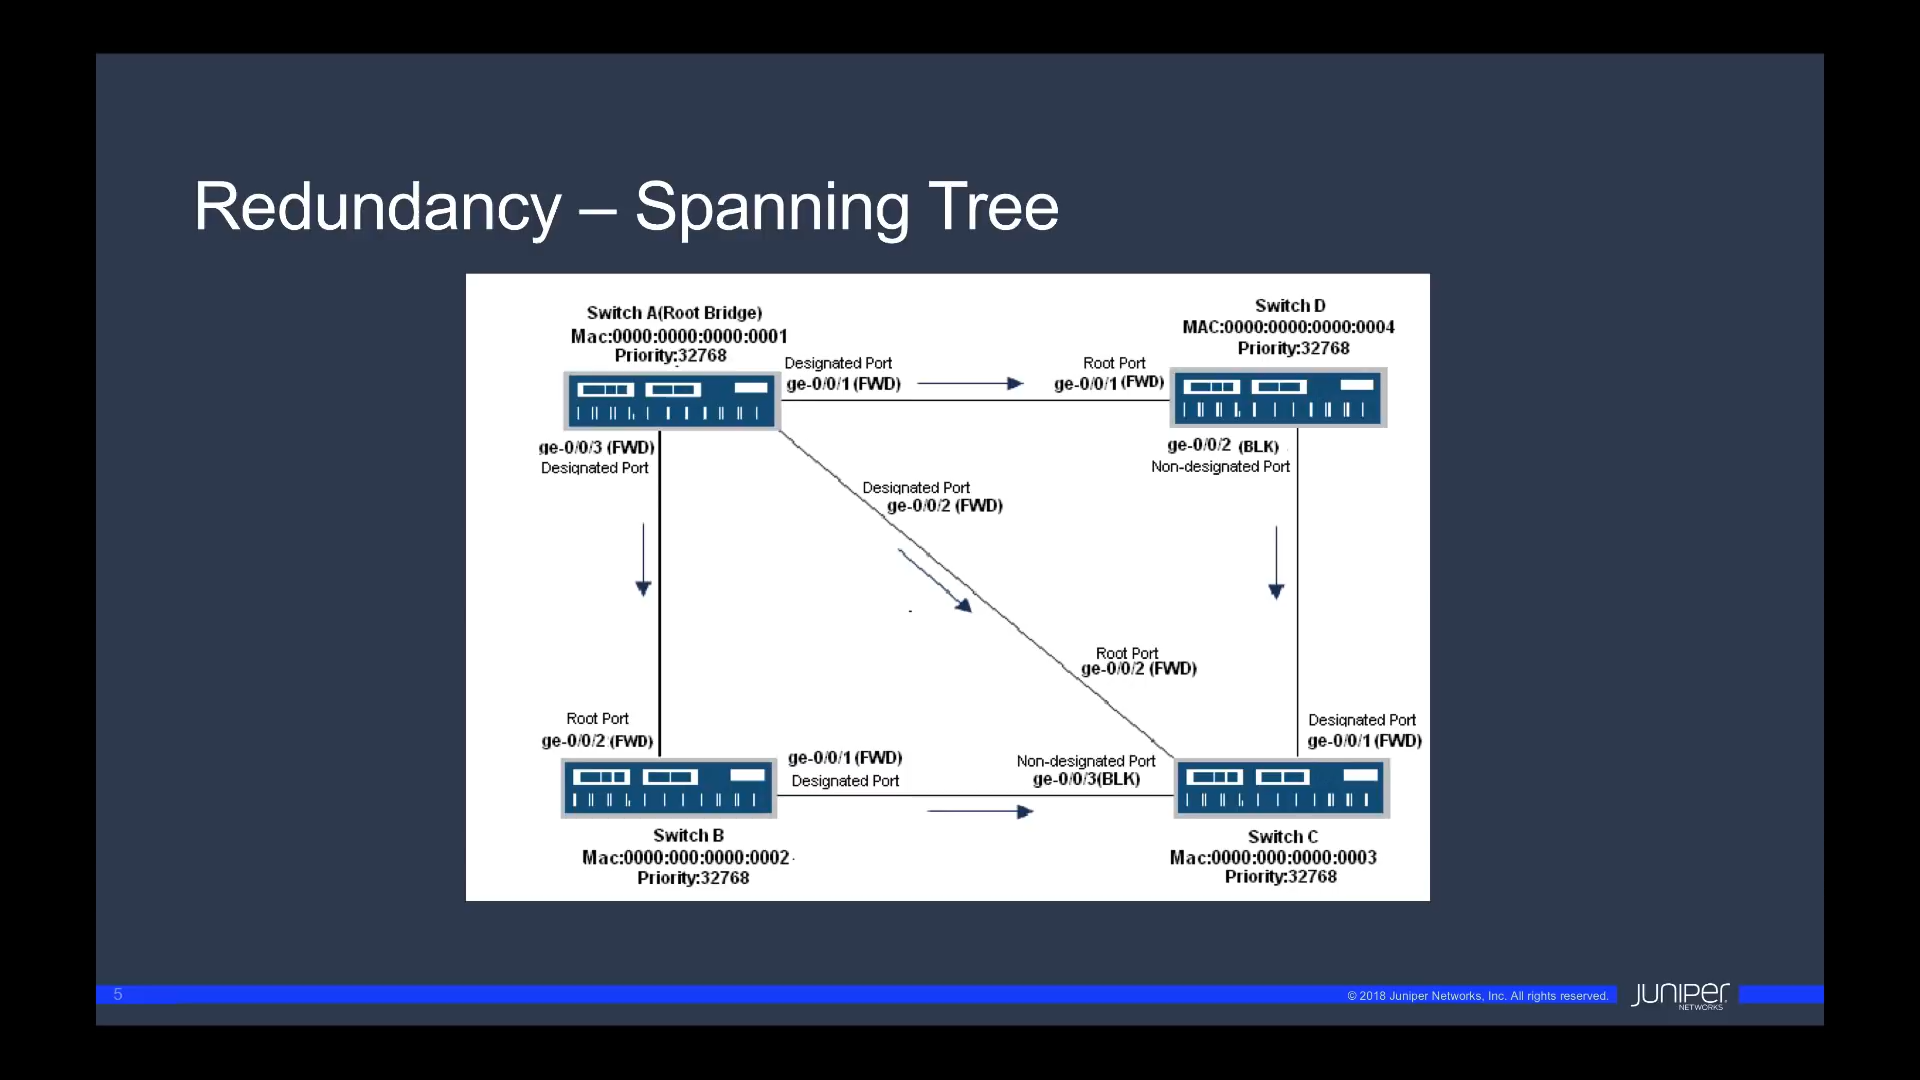 Redundancy – Spanning Tree
Switch A(Root Bridge)
Mac:0000:0000:0000:0001
Priority:32768
Switch D
MAC:0000:0000:0000:0004
Priority:32768
Designated Port
ge-0/0/1 (FWD)
Root Port
ge-0/0/1 (FWD)
ge-0/0/3 (FWD)
Designated Port
ge-0/0/2 (BLK)
Non-designated Port
Designated Port
ge-0/0/2 (FWD)
Root Port
ge-0/0/2 (FWD)
Root Port
ge-0/0/2 (FWD)
ge-0/0/1 (FWD)
Designated Port
Non-designated Port
ge-0/0/3(BLK)
Designated Port
ge-0/0/1 (FWD)
Switch B
Mac:0000:000:0000:0002
Priority:32768
Switch C
Mac:0000:000:0000:0003
Priority:32768
5
© 2018 Juniper Networks, Inc. All rights reserved.
JUNIPEr
NETWORKS